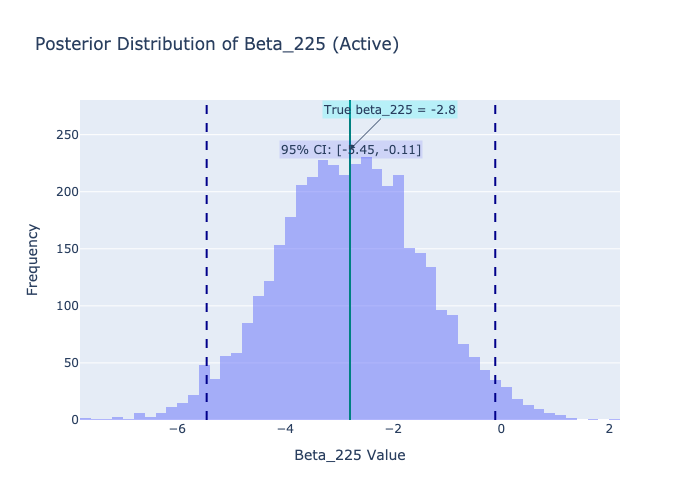 Posterior Distribution of Beta_225 (Active)
True beta_225 = -2.8
95% CI: [-5.45, -0.11]
250
200
150
100
50
0
Frequency
−6
−4
−2
0
2
Beta_225 Value